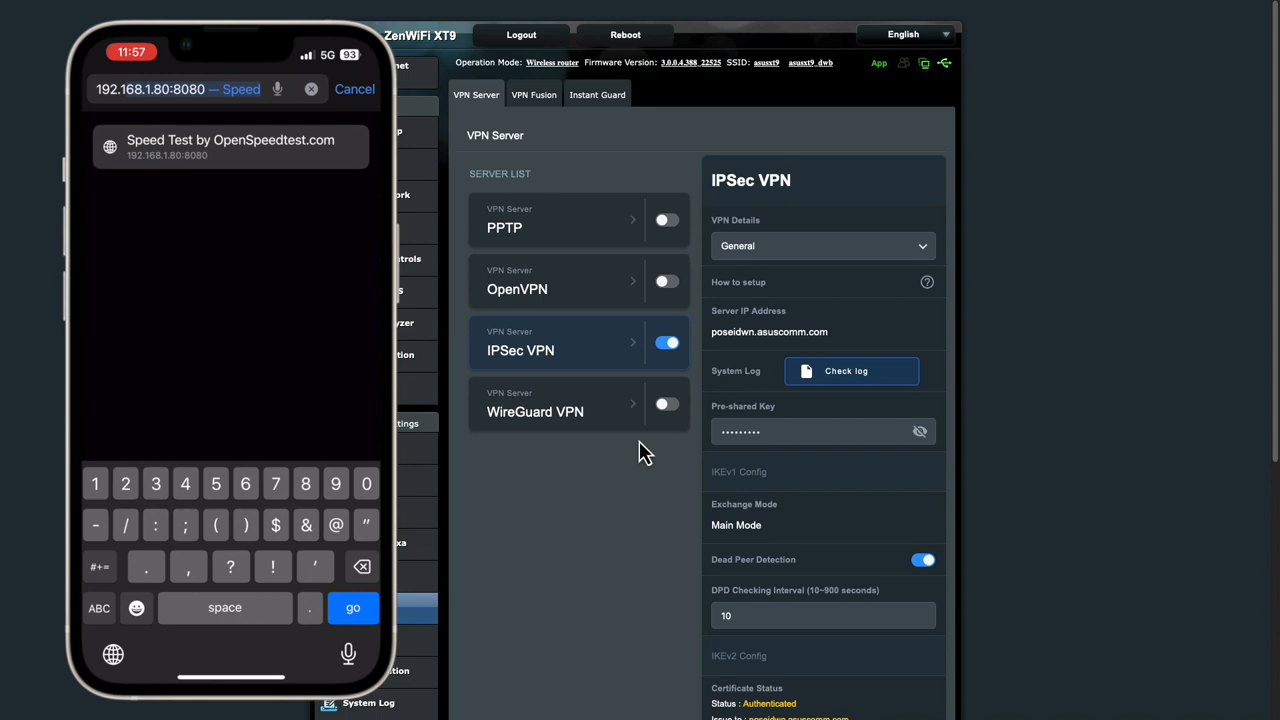 11:57
5G 93
192.168.1.80:8080 — Speed
Cancel
Speed Test by OpenSpeedtest.com
192.168.1.80:8080
1 2 3 4 5 6 7 8 9 0
- / : ; ( ) $ & @ "
#+= . , ? ! '
ABC space . go
ZenWiFi XT9
Logout
Reboot
English
Operation Mode: Wireless router Firmware Version: 3.0.0.4.388_22525 SSID: asusxt9 asusxt9_dwb
App
VPN Server
VPN Fusion
Instant Guard
net
p
ork
trols
S
yzer
tion
ttings
xa
tion
System Log
VPN Server
SERVER LIST
VPN Server
PPTP
VPN Server
OpenVPN
VPN Server
IPSec VPN
VPN Server
WireGuard VPN
IPSec VPN
VPN Details
General
How to setup
?
Server IP Address
poseidwn.asuscomm.com
System Log
Check log
Pre-shared Key
•••••••••
IKEv1 Config
Exchange Mode
Main Mode
Dead Peer Detection
DPD Checking Interval (10~900 seconds)
10
IKEv2 Config
Certificate Status
Status : Authenticated
Issue to : poseidwn.asuscomm.com